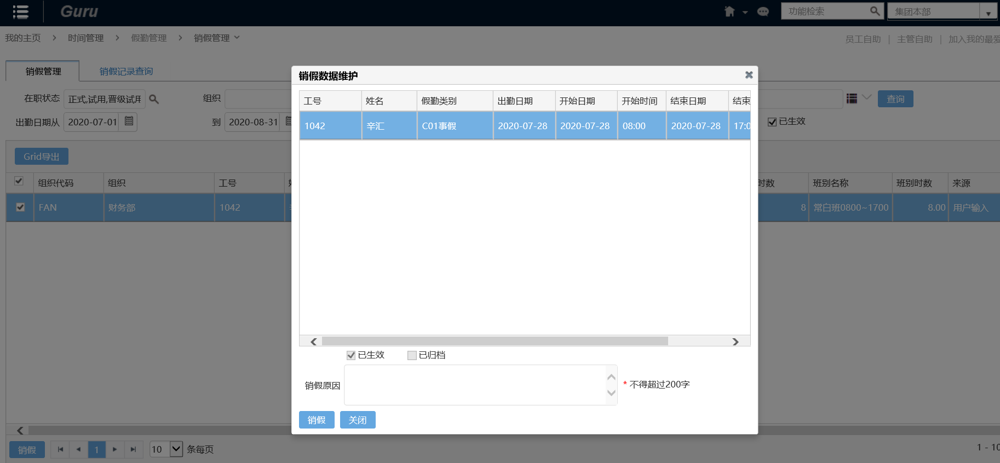 Guru
功能检索
集团本部
我的主页 > 时间管理 > 假勤管理 > 销假管理
员工自助 | 主管自助 | 加入我的最爱
销假管理 销假记录查询
在职状态 正式,试用,晋级试用 组织 查询
出勤日期从 2020-07-01 到 2020-08-31 已生效
Grid导出
组织代码 组织 工号 时数 班别名称 班别时数 来源
FAN 财务部 1042 8 常白班0800~1700 8.00 用户输入
销假 1 10 条每页 1 - 10
销假数据维护
工号 姓名 假勤类别 出勤日期 开始日期 开始时间 结束日期 结束
1042 辛汇 C01事假 2020-07-28 2020-07-28 08:00 2020-07-28 17:0
已生效 已归档
销假原因 * 不得超过200字
销假 关闭